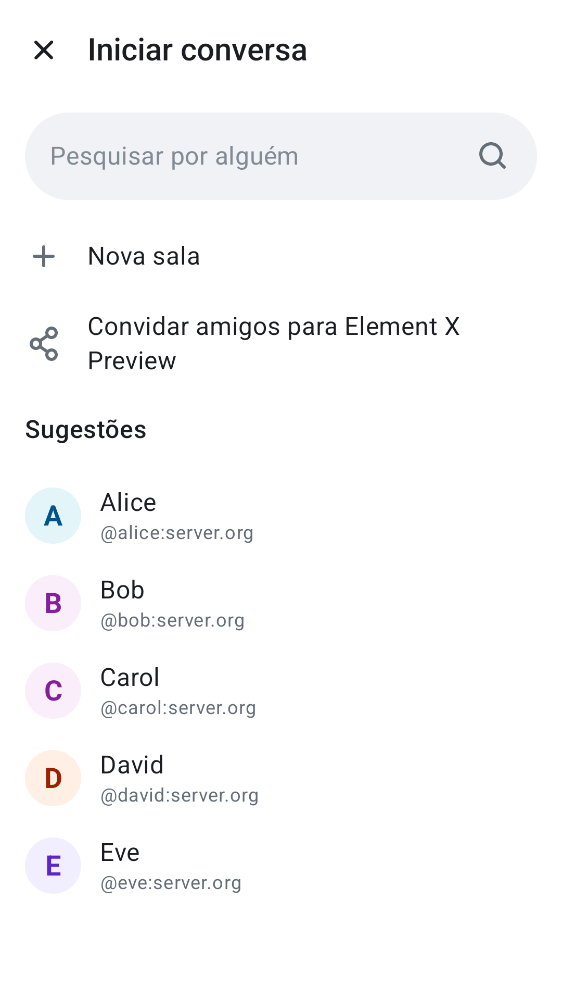 Iniciar conversa
Pesquisar por alguém
Nova sala
Convidar amigos para Element X
Preview
Sugestões
A
Alice
@alice:server.org
B
Bob
@bob:server.org
C
Carol
@carol:server.org
D
David
@david:server.org
E
Eve
@eve:server.org